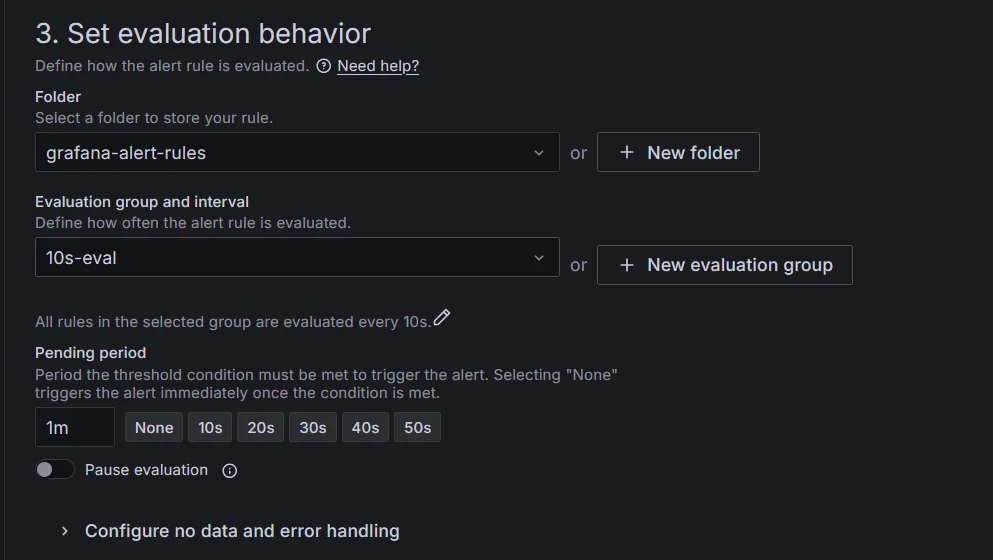 3. Set evaluation behavior
Define how the alert rule is evaluated. Need help?
Folder
Select a folder to store your rule.
grafana-alert-rules or + New folder
Evaluation group and interval
Define how often the alert rule is evaluated.
10s-eval or + New evaluation group
All rules in the selected group are evaluated every 10s.
Pending period
Period the threshold condition must be met to trigger the alert. Selecting "None"
triggers the alert immediately once the condition is met.
1m None 10s 20s 30s 40s 50s
Pause evaluation
Configure no data and error handling